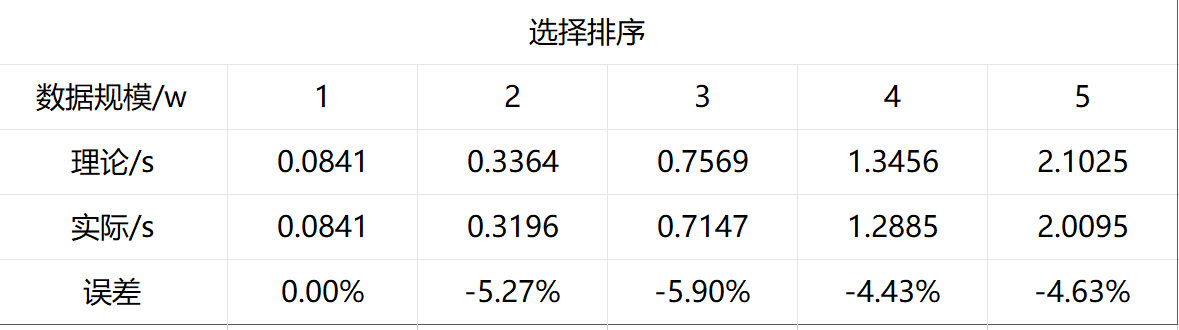 选择排序
数据规模/w 1 2 3 4 5
理论/s 0.0841 0.3364 0.7569 1.3456 2.1025
实际/s 0.0841 0.3196 0.7147 1.2885 2.0095
误差 0.00% -5.27% -5.90% -4.43% -4.63%